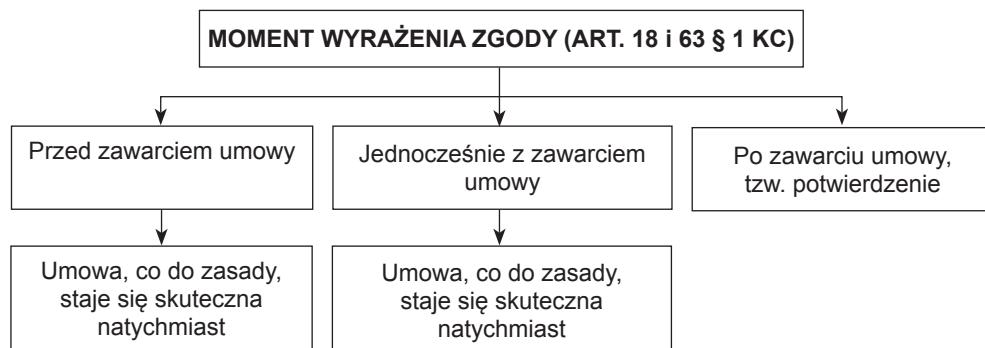 MOMENT WYRAŻENIA ZGODY (ART. 18 i 63 § 1 KC)
Przed zawarciem umowy
Jednocześnie z zawarciem
umowy
Po zawarciu umowy,
tzw. potwierdzenie
Umowa, co do zasady,
staje się skuteczna
natychmiast
Umowa, co do zasady,
staje się skuteczna
natychmiast